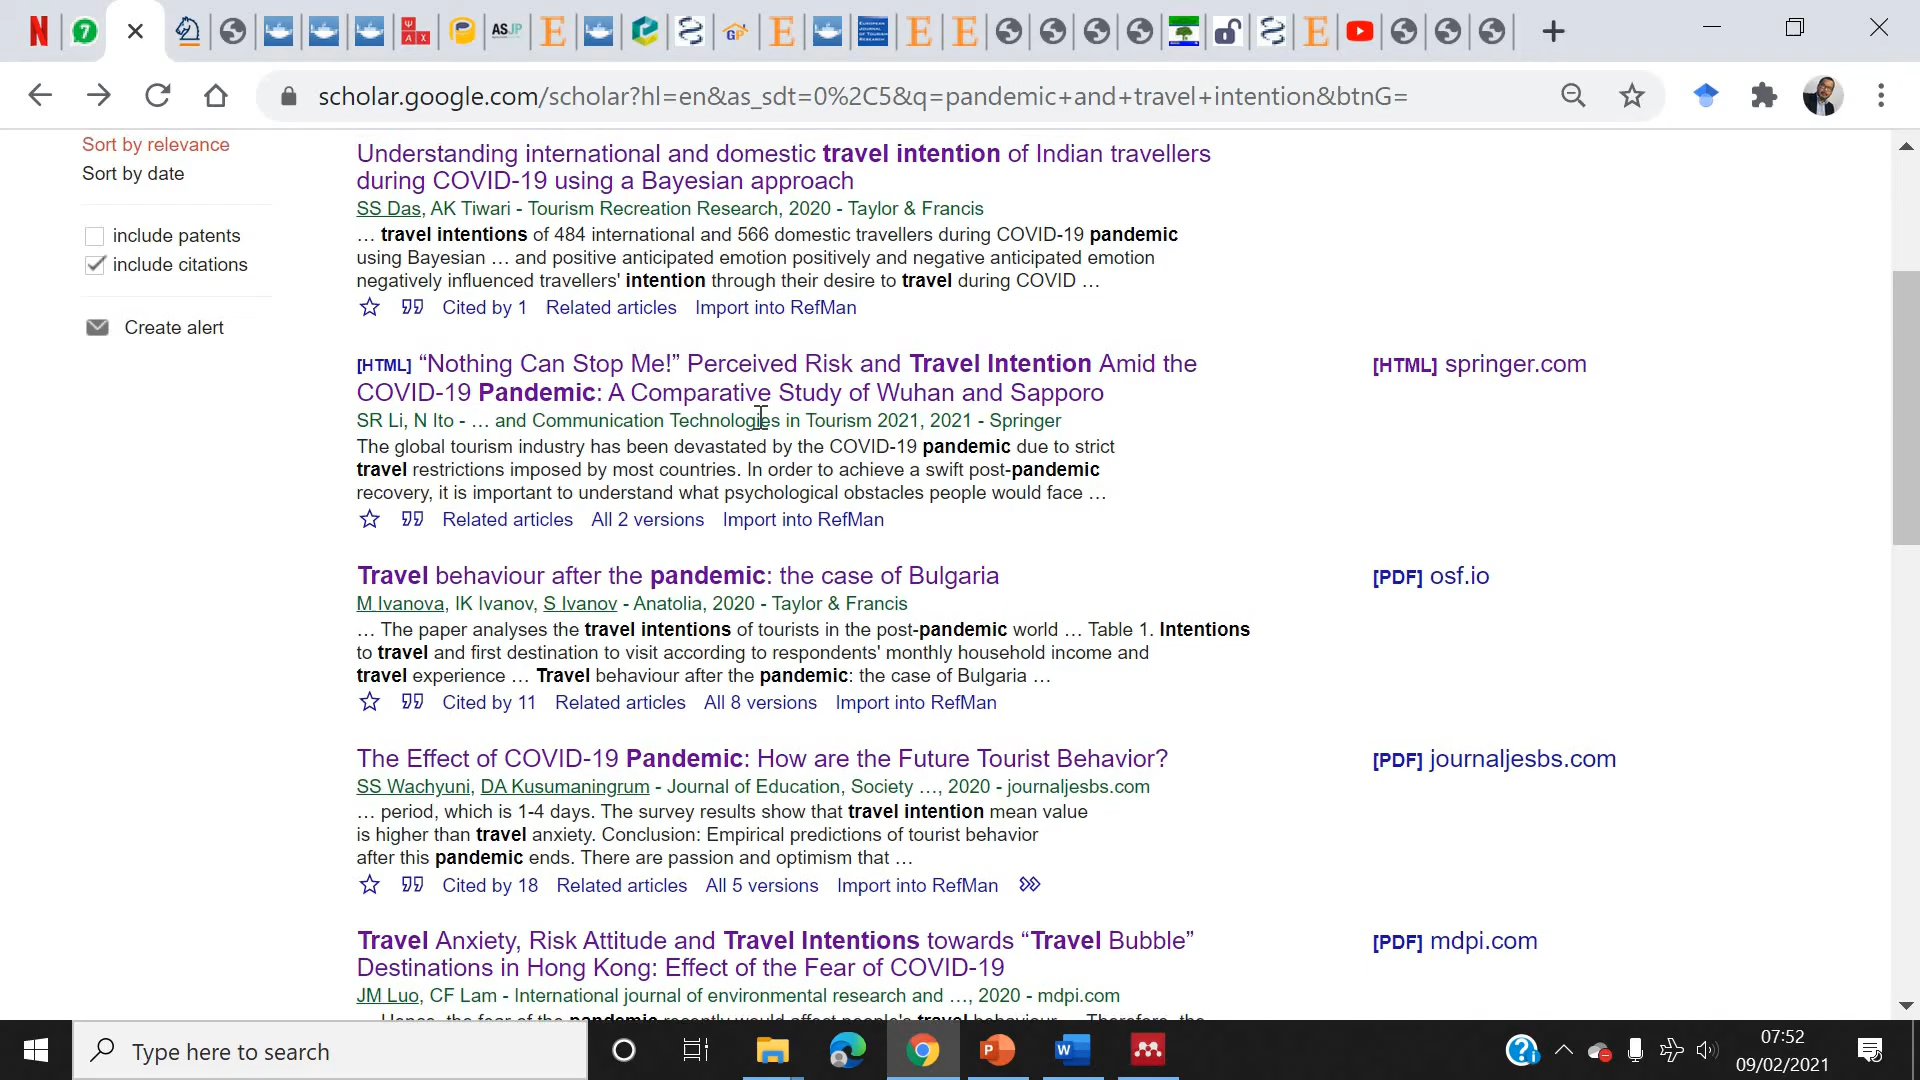 7
ASJP
GP
scholar.google.com/scholar?hl=en&as_sdt=0%2C5&q=pandemic+and+travel+intention&btnG=
Sort by relevance
Sort by date
include patents
include citations
Create alert
Understanding international and domestic travel intention of Indian travellers
during COVID-19 using a Bayesian approach
SS Das, AK Tiwari - Tourism Recreation Research, 2020 - Taylor & Francis
… travel intentions of 484 international and 566 domestic travellers during COVID-19 pandemic
using Bayesian … and positive anticipated emotion positively and negative anticipated emotion
negatively influenced travellers' intention through their desire to travel during COVID …
Cited by 1 Related articles Import into RefMan
[HTML] “Nothing Can Stop Me!” Perceived Risk and Travel Intention Amid the
COVID-19 Pandemic: A Comparative Study of Wuhan and Sapporo
SR Li, N Ito - … and Communication Technologies in Tourism 2021, 2021 - Springer
The global tourism industry has been devastated by the COVID-19 pandemic due to strict
travel restrictions imposed by most countries. In order to achieve a swift post-pandemic
recovery, it is important to understand what psychological obstacles people would face …
Related articles All 2 versions Import into RefMan
[HTML] springer.com
Travel behaviour after the pandemic: the case of Bulgaria
M Ivanova, IK Ivanov, S Ivanov - Anatolia, 2020 - Taylor & Francis
… The paper analyses the travel intentions of tourists in the post-pandemic world … Table 1. Intentions
to travel and first destination to visit according to respondents' monthly household income and
travel experience … Travel behaviour after the pandemic: the case of Bulgaria …
Cited by 11 Related articles All 8 versions Import into RefMan
[PDF] osf.io
The Effect of COVID-19 Pandemic: How are the Future Tourist Behavior?
SS Wachyuni, DA Kusumaningrum - Journal of Education, Society …, 2020 - journaljesbs.com
… period, which is 1-4 days. The survey results show that travel intention mean value
is higher than travel anxiety. Conclusion: Empirical predictions of tourist behavior
after this pandemic ends. There are passion and optimism that …
Cited by 18 Related articles All 5 versions Import into RefMan
[PDF] journaljesbs.com
Travel Anxiety, Risk Attitude and Travel Intentions towards “Travel Bubble”
Destinations in Hong Kong: Effect of the Fear of COVID-19
JM Luo, CF Lam - International journal of environmental research and …, 2020 - mdpi.com
Hence, the fear of the pandemic recently would affect people's travel behaviour … Therefore, the
[PDF] mdpi.com
Type here to search
07:52
09/02/2021